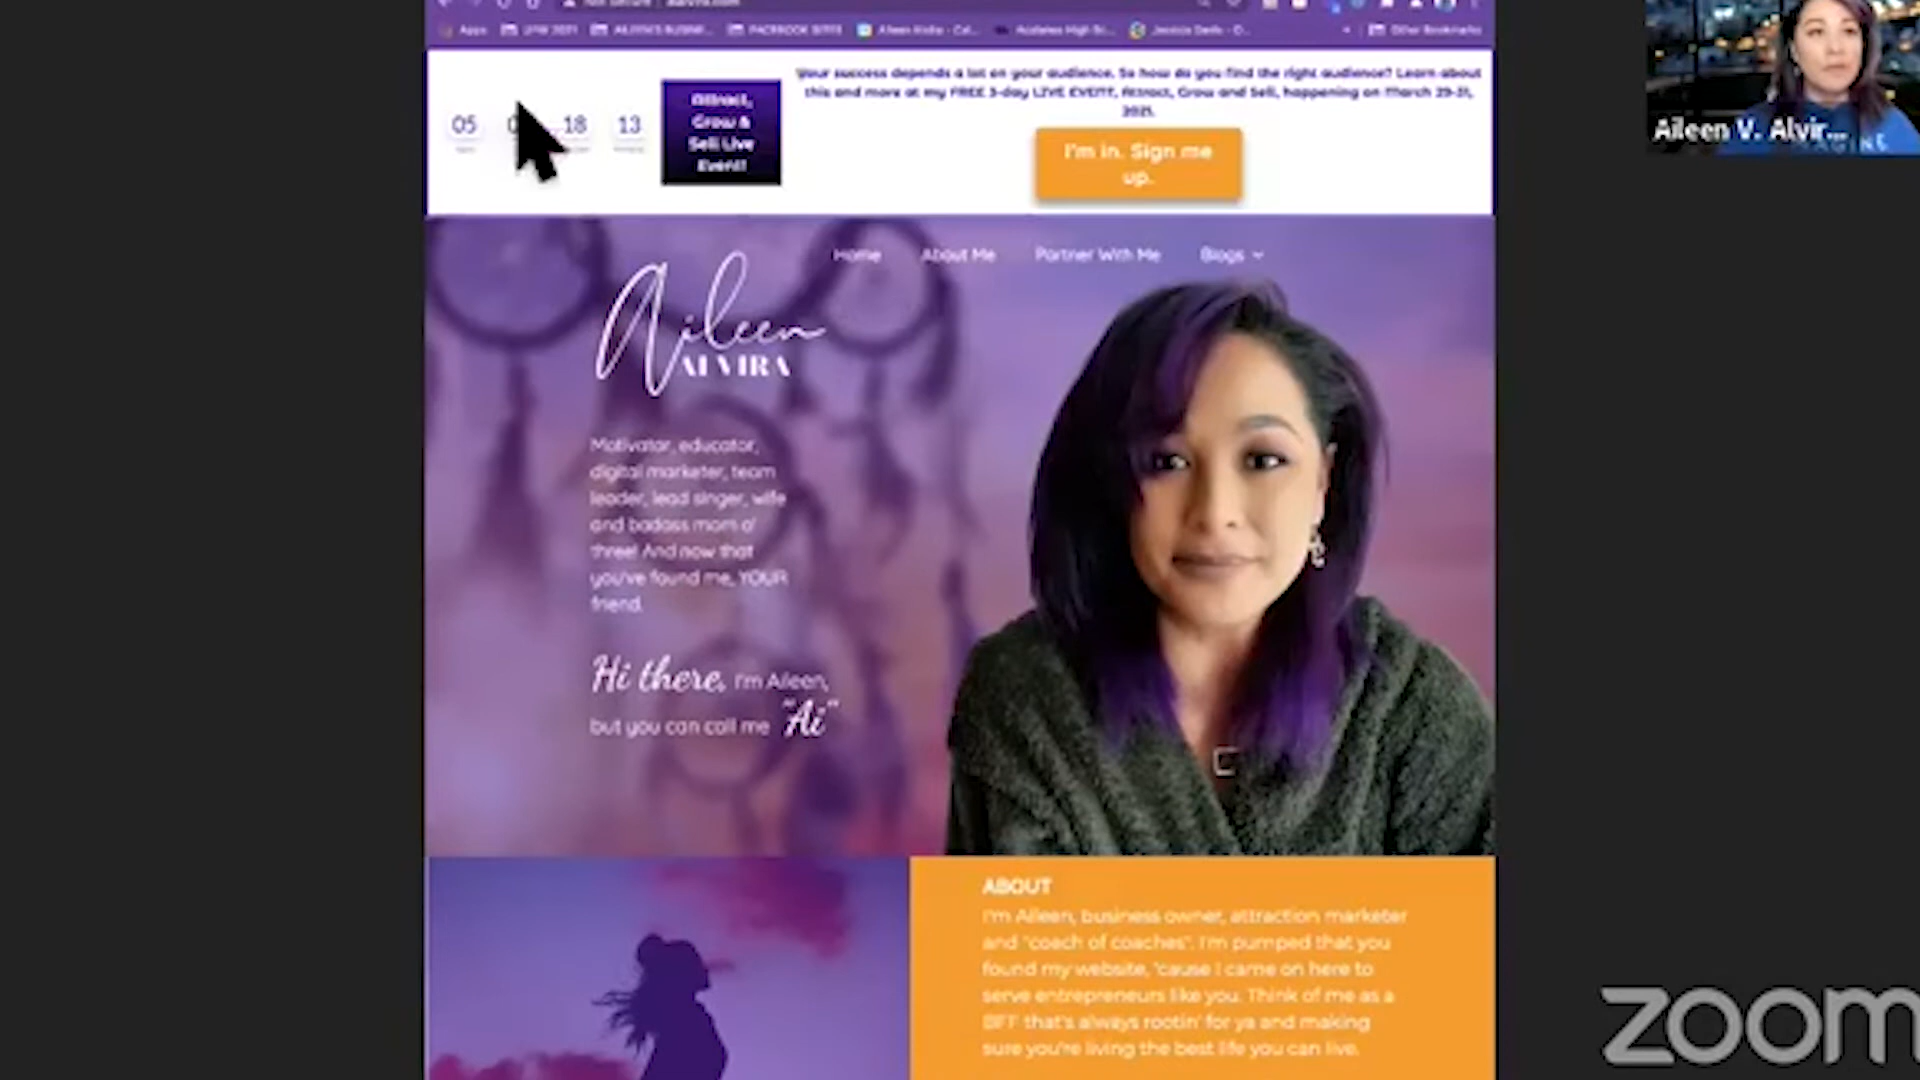 Apps
FACEBOOK SITES
Other Bookmarks
05
18
13
Attract,
Grow &
Sell Live
Event!
Your success depends a lot on your audience. So how do you find the right audience? Learn about
this and more at my FREE 3-day LIVE EVENT, Attract, Grow and Sell, happening on March 29-31,
2021.
I'm in. Sign me
up.
Aileen V. Alvir...
Home About Me Partner With Me Blogs
Aileen
ALVIRA
Motivator, educator,
digital marketer, team
leader, lead singer, wife
and badass mom o'
three! And now that
you've found me, YOUR
friend.
Hi there, I'm Aileen,
but you can call me "Ai"
ABOUT
I'm Aileen, business owner, attraction marketer
and "coach of coaches". I'm pumped that you
found my website, 'cause I came on here to
serve entrepreneurs like you. Think of me as a
BFF that's always rootin' for ya and making
sure you're living the best life you can live.
zoom